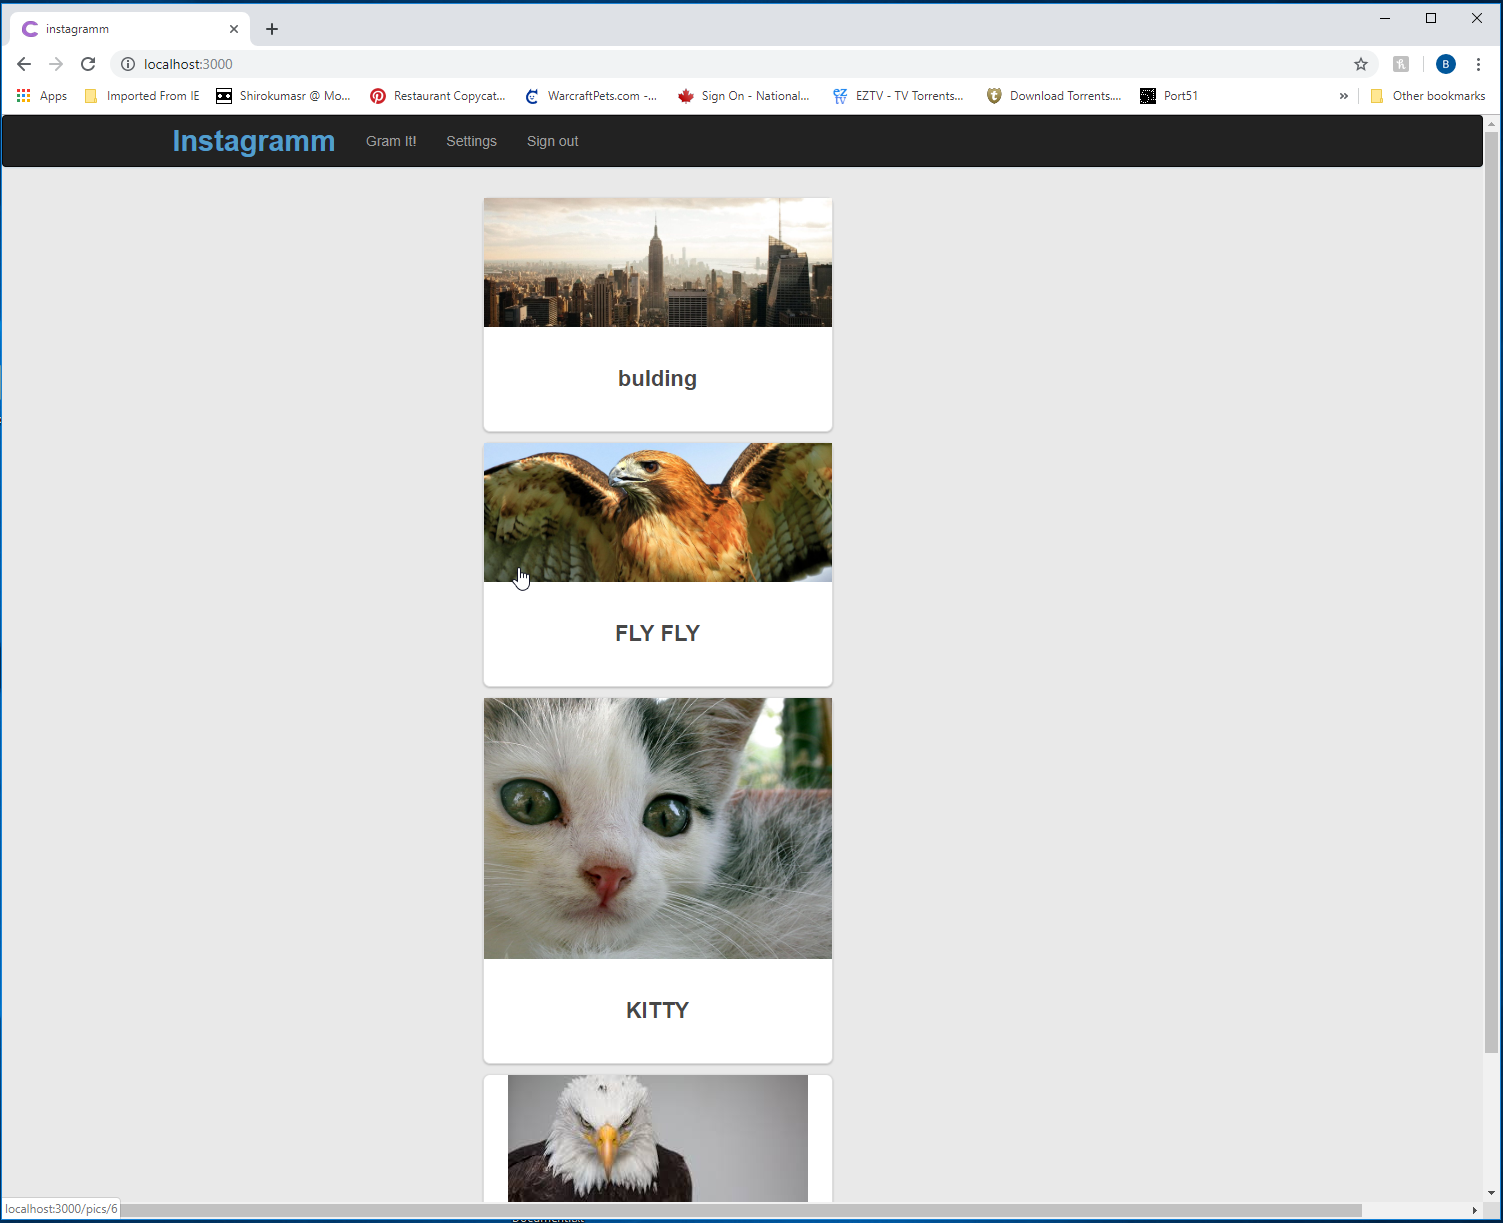 instagramm
localhost:3000
Apps Imported From IE Shirokumasr @ Mo... Restaurant Copycat... WarcraftPets.com -... Sign On - National... EZTV - TV Torrents... Download Torrents.... Port51 » Other bookmarks
Instagramm Gram It! Settings Sign out
bulding
FLY FLY
KITTY
localhost:3000/pics/6